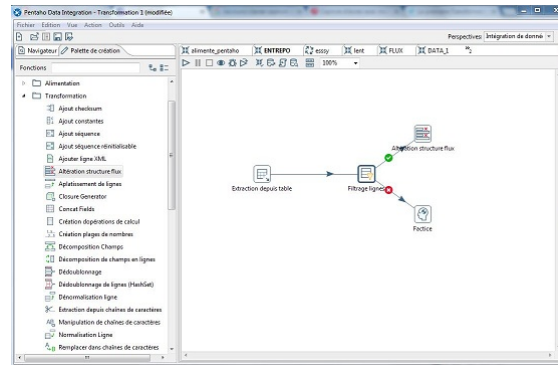 Pentaho Data Integration - Transformation 1 (modifiée)
Fichier Edition Vue Action Outils Aide
Perspectives: Intégration de donné
Navigateur Palette de création
alimente_pentaho ENTREPO esssy lent FLUX DATA_1
Fonctions
100%
Alimentation
Transformation
Ajout checksum
Ajout constantes
Ajout séquence
Ajout séquence réinitialisable
Ajouter ligne XML
Altération structure flux
Aplatissement de lignes
Closure Generator
Concat Fields
Création dopérations de calcul
Création plages de nombres
Décomposition Champs
Décomposition de champs en lignes
Dédoublonnage
Dédoublonnage de lignes (HashSet)
Dénormalisation ligne
Extraction depuis chaînes de caractères
Manipulation de chaînes de caractères
Normalisation Ligne
Remplacer dans chaînes de caractères
Altération structure flux
Extraction depuis table
Filtrage lignes
Factice